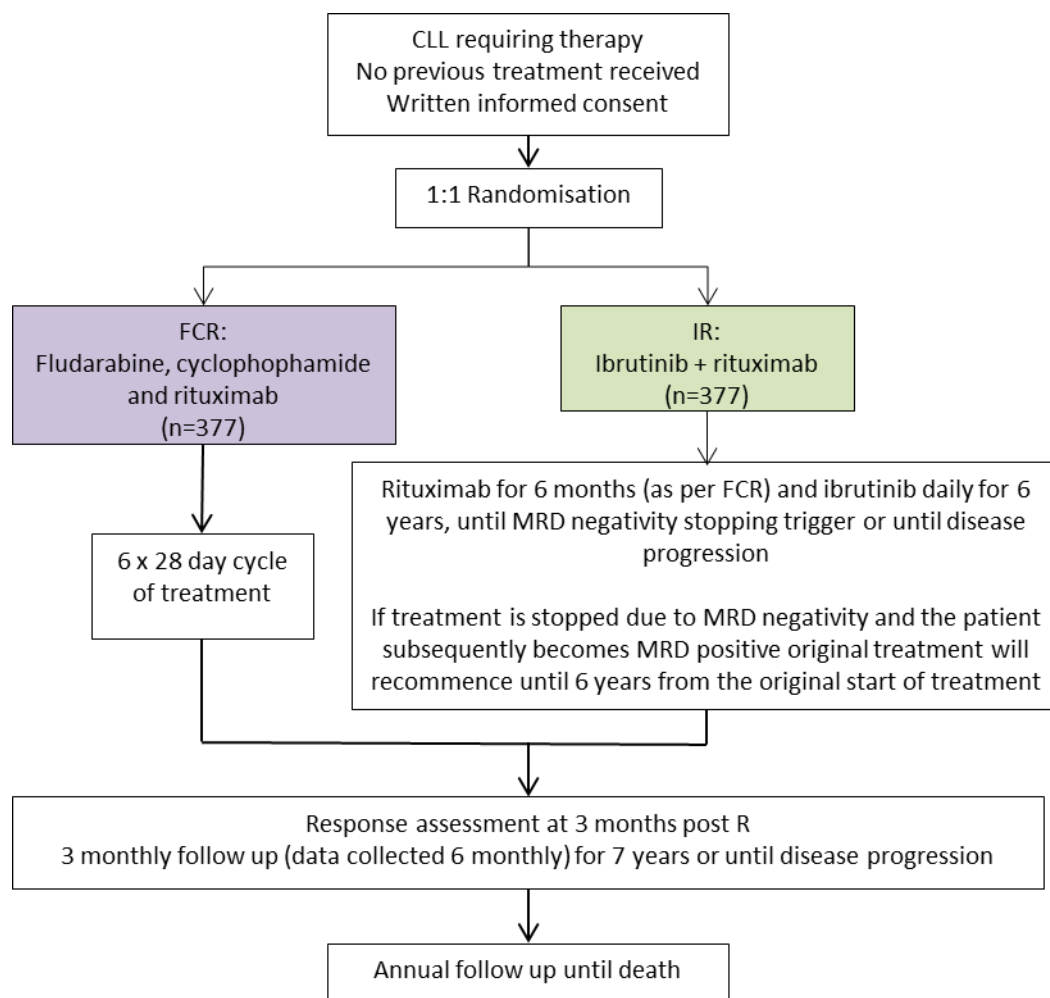 CLL requiring therapy
No previous treatment received
Written informed consent
1:1 Randomisation
FCR:
Fludarabine, cyclophophamide
and rituximab
(n=377)
IR:
Ibrutinib + rituximab
(n=377)
6 x 28 day cycle
of treatment
Rituximab for 6 months (as per FCR) and ibrutinib daily for 6
years, until MRD negativity stopping trigger or until disease
progression
If treatment is stopped due to MRD negativity and the patient
subsequently becomes MRD positive original treatment will
recommence until 6 years from the original start of treatment
Response assessment at 3 months post R
3 monthly follow up (data collected 6 monthly) for 7 years or until disease progression
Annual follow up until death